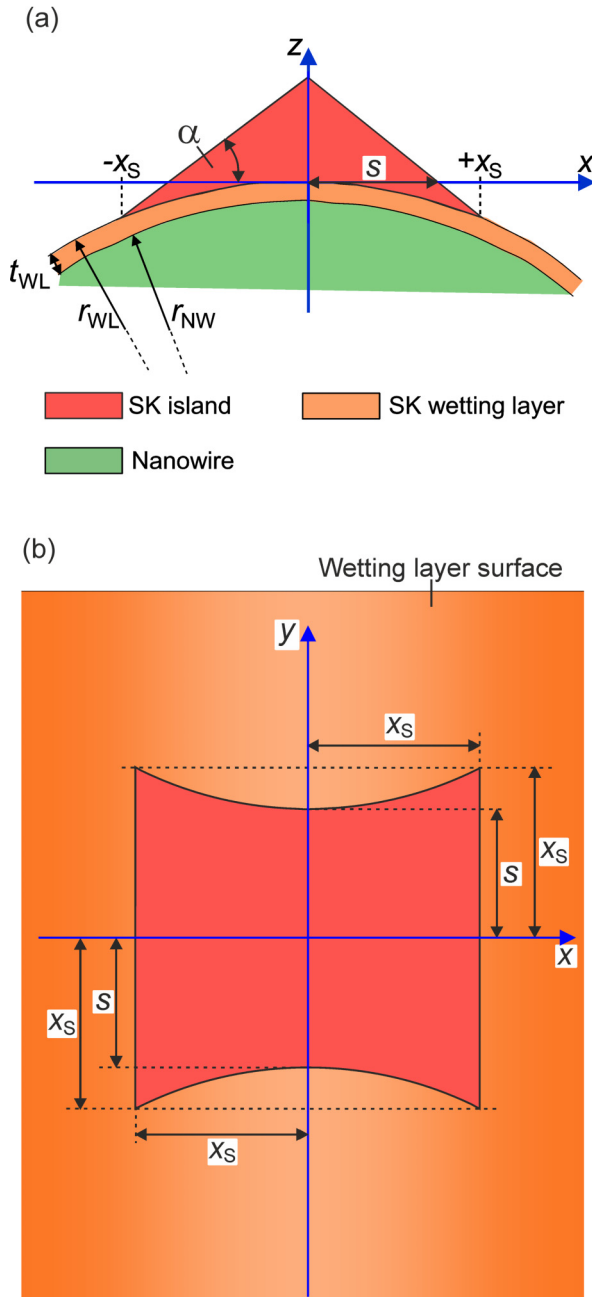 (a)
z
α
-xS
s
+xS
x
tWL
rWL
rNW
SK island
SK wetting layer
Nanowire
(b)
Wetting layer surface
y
xS
s
xS
x
s
xS
xS